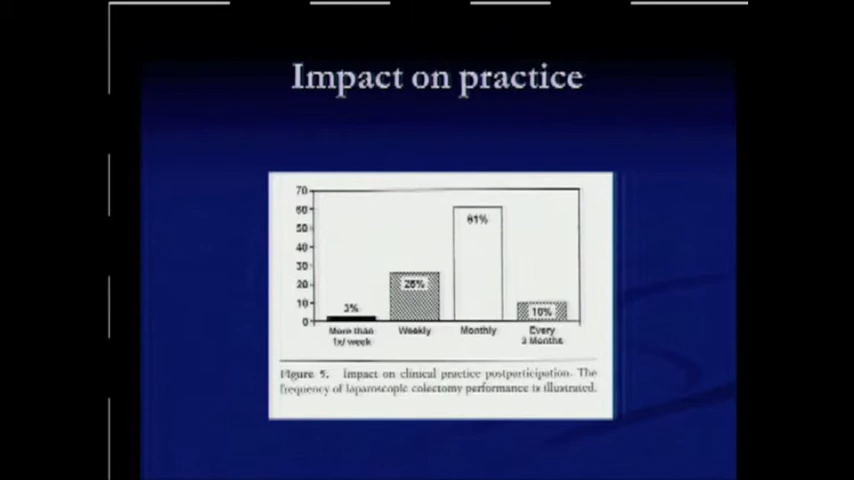 Impact on practice
70
60
50
40
30
20
10
0
3%
26%
61%
10%
More than
1x/ week
Weekly
Monthly
Every
3 Months
Figure 5. Impact on clinical practice postparticipation. The
frequency of laparoscopic colectomy performance is illustrated.